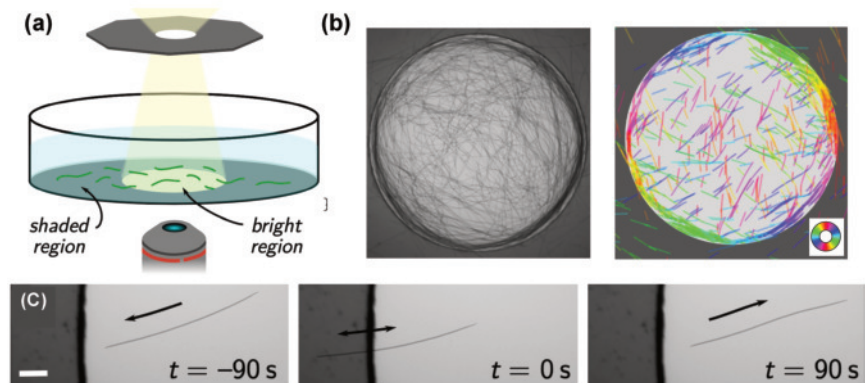 (a)
(b)
shaded
region
bright
region
(C)
t = −90 s
t = 0 s
t = 90 s